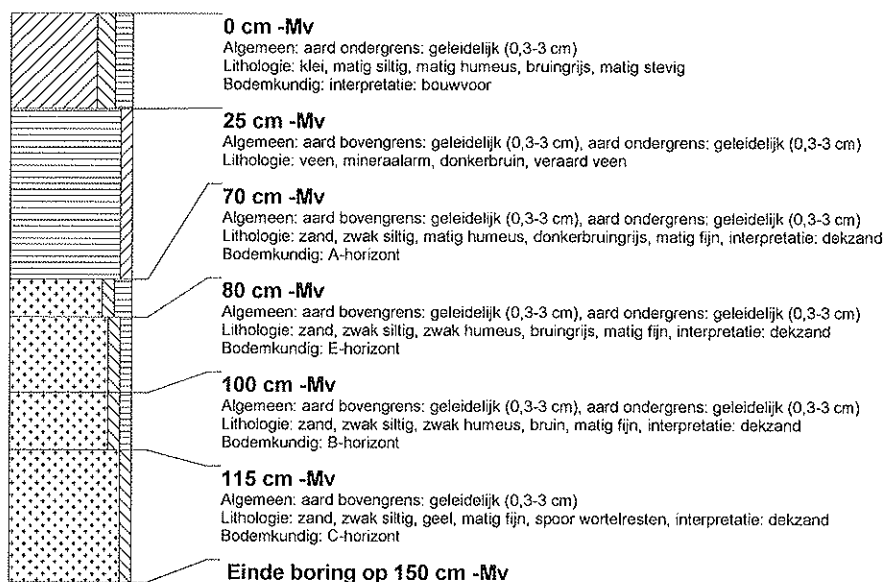 0 cm -Mv
Algemeen: aard ondergrens: geleidelijk (0,3-3 cm)
Lithologie: klei, matig siltig, matig humeus, bruingrijs, matig stevig
Bodemkundig: interpretatie: bouwvoor
25 cm -Mv
Algemeen: aard bovengrens: geleidelijk (0,3-3 cm), aard ondergrens: geleidelijk (0,3-3 cm)
Lithologie: veen, mineraalarm, donkerbruin, veraard veen
70 cm -Mv
Algemeen: aard bovengrens: geleidelijk (0,3-3 cm), aard ondergrens: geleidelijk (0,3-3 cm)
Lithologie: zand, zwak siltig, matig humeus, donkerbruingrijs, matig fijn, interpretatie: dekzand
Bodemkundig: A-horizont
80 cm -Mv
Algemeen: aard bovengrens: geleidelijk (0,3-3 cm), aard ondergrens: geleidelijk (0,3-3 cm)
Lithologie: zand, zwak siltig, zwak humeus, bruingrijs, matig fijn, interpretatie: dekzand
Bodemkundig: E-horizont
100 cm -Mv
Algemeen: aard bovengrens: geleidelijk (0,3-3 cm), aard ondergrens: geleidelijk (0,3-3 cm)
Lithologie: zand, zwak siltig, zwak humeus, bruin, matig fijn, interpretatie: dekzand
Bodemkundig: B-horizont
115 cm -Mv
Algemeen: aard bovengrens: geleidelijk (0,3-3 cm)
Lithologie: zand, zwak siltig, geel, matig fijn, spoor wortelresten, interpretatie: dekzand
Bodemkundig: C-horizont
Einde boring op 150 cm -Mv